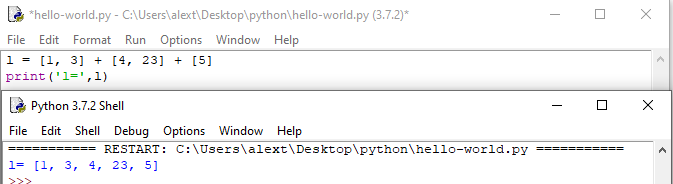 *hello-world.py - C:\Users\alext\Desktop\python\hello-world.py (3.7.2)*
File Edit Format Run Options Window Help
l = [1, 3] + [4, 23] + [5]
print('l=',l)
Python 3.7.2 Shell
File Edit Shell Debug Options Window Help
=========== RESTART: C:\Users\alext\Desktop\python\hello-world.py ===========
l= [1, 3, 4, 23, 5]
>>>